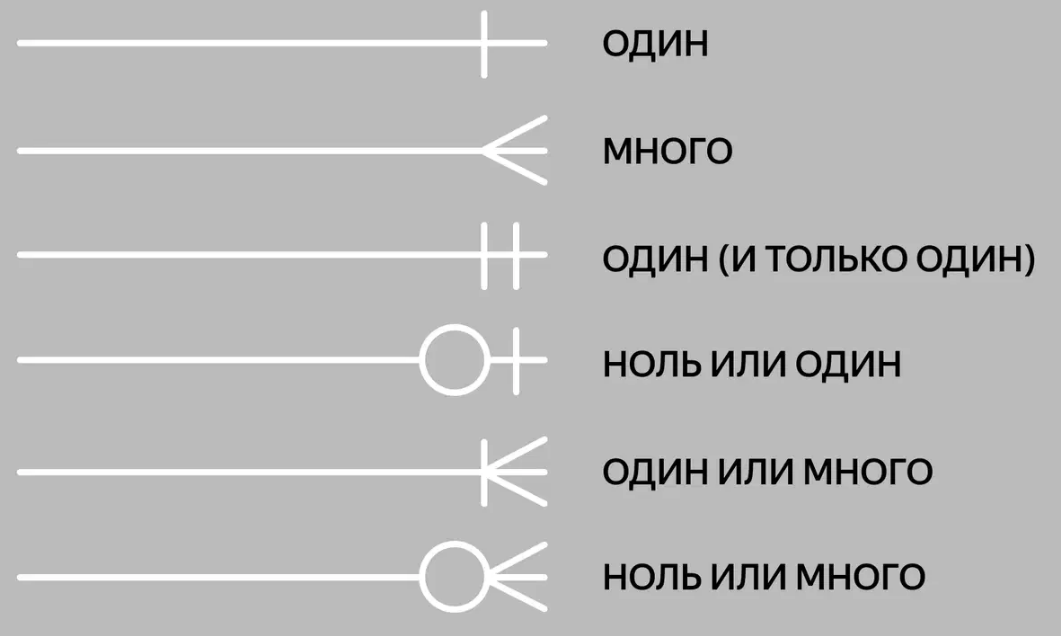 ОДИН
МНОГО
ОДИН (И ТОЛЬКО ОДИН)
НОЛЬ ИЛИ ОДИН
ОДИН ИЛИ МНОГО
НОЛЬ ИЛИ МНОГО